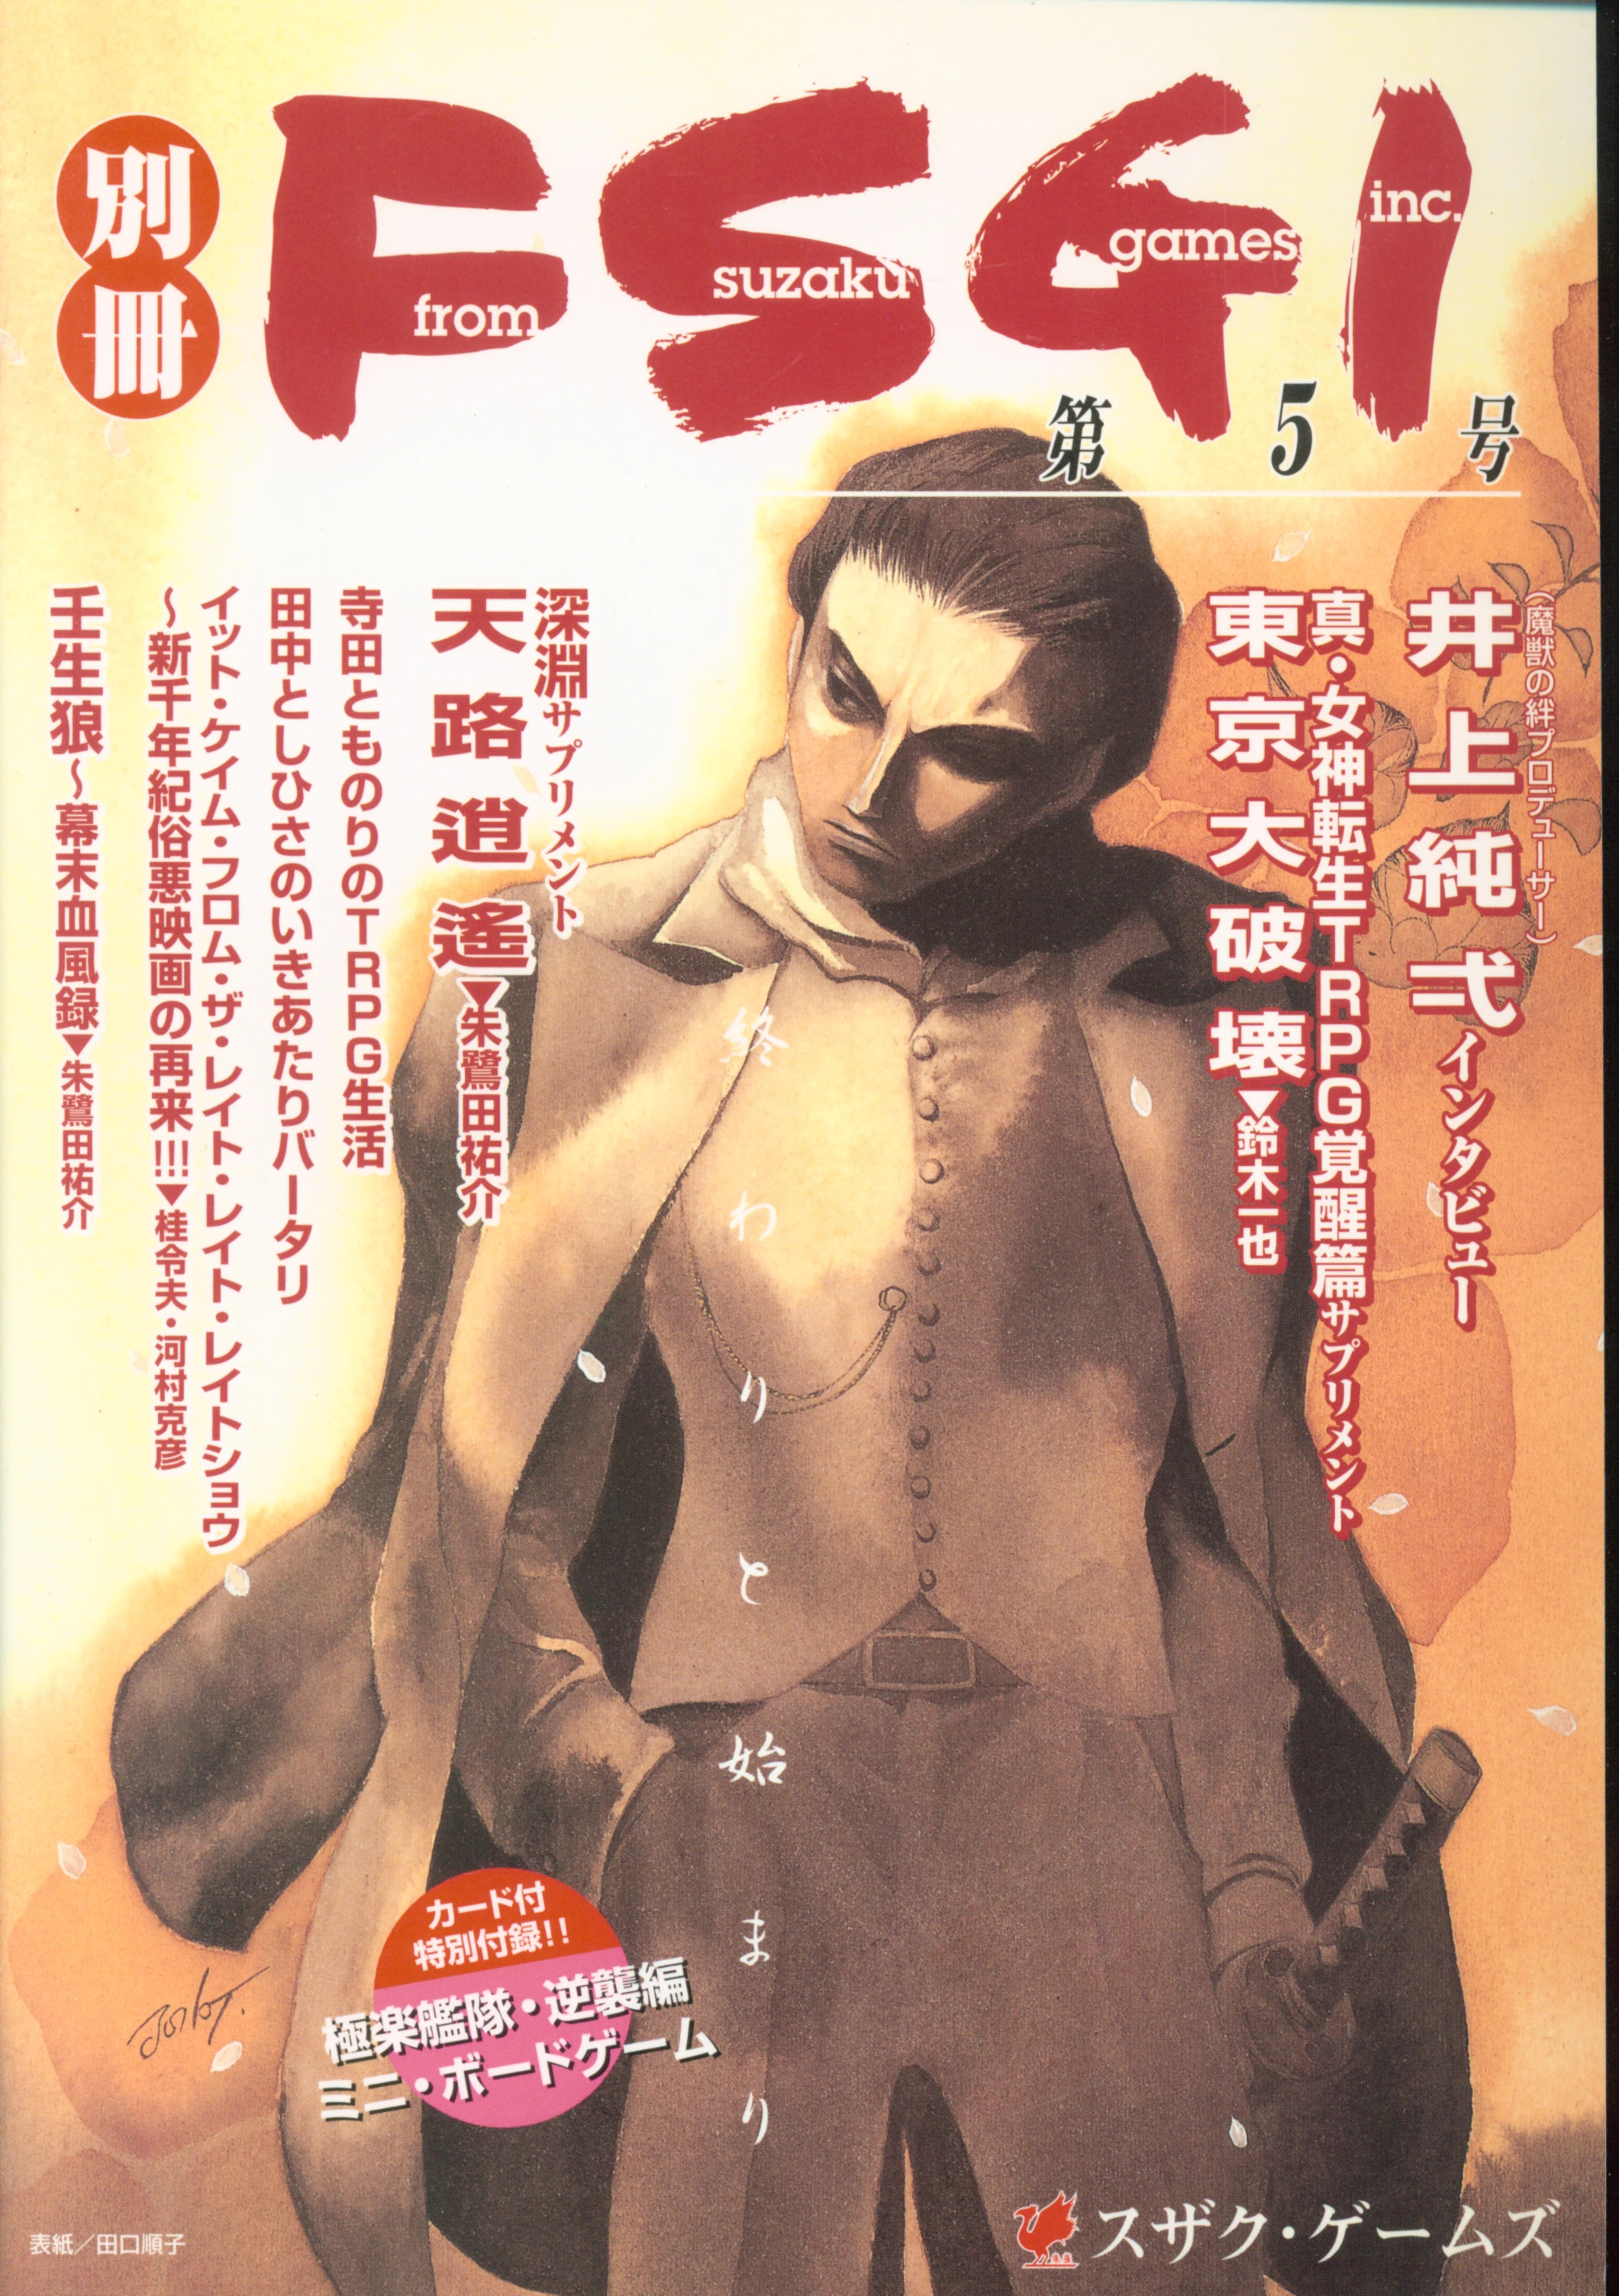 別冊
FSGI
from
suzaku
games
inc.
第5号
(魔獣の絆プロデューサー)
井上純弌インタビュー
真・女神転生TRPG覚醒篇サプリメント
東京大破壊▼鈴木一也
深淵サプリメント
天路逍遙▼朱鷺田祐介
寺田とものりのTRPG生活
田中としひさのいきあたりバータリ
イット・ケイム・フロム・ザ・レイト・レイト・レイトショウ
～新千年紀俗悪映画の再来!!!▼桂令夫・河村克彦
壬生狼～幕末血風録▼朱鷺田祐介
終わりと始まり
カード付
特別付録!!
極楽艦隊・逆襲編
ミニ・ボードゲーム
表紙／田口順子
スザク・ゲームズ